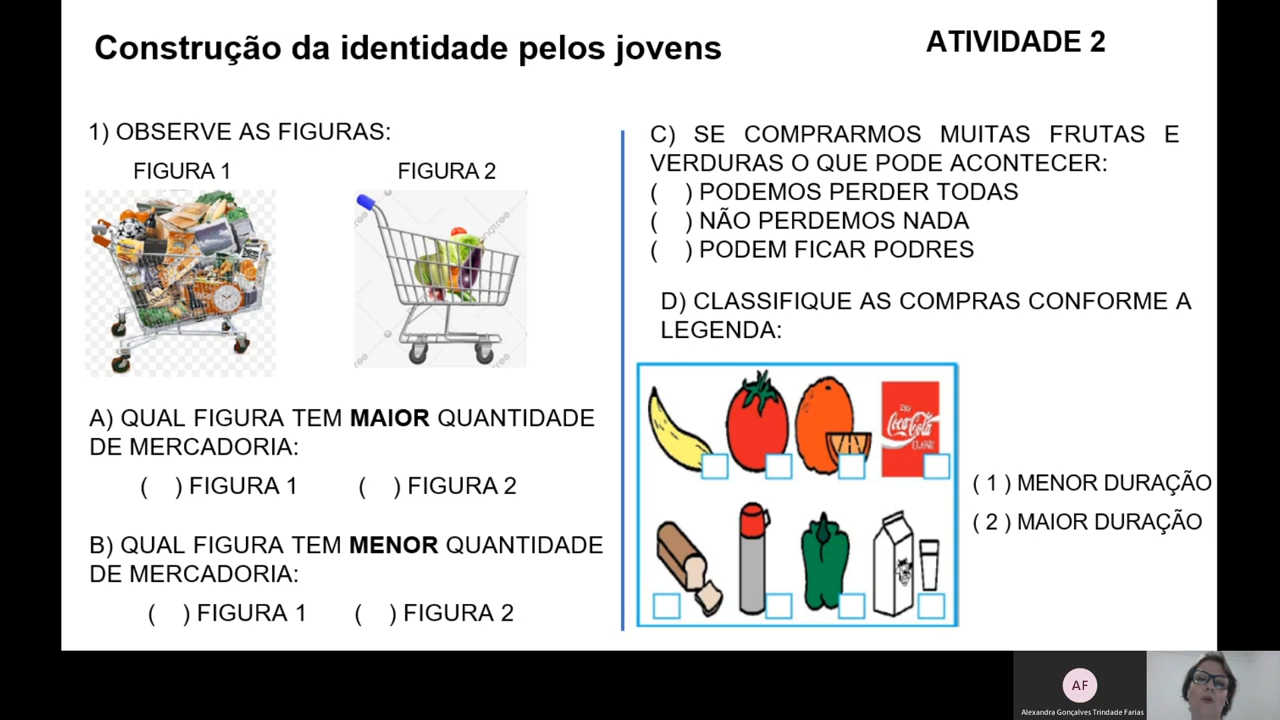 Construção da identidade pelos jovens
ATIVIDADE 2
1) OBSERVE AS FIGURAS:
FIGURA 1
FIGURA 2
A) QUAL FIGURA TEM MAIOR QUANTIDADE
DE MERCADORIA:
( ) FIGURA 1 ( ) FIGURA 2
B) QUAL FIGURA TEM MENOR QUANTIDADE
DE MERCADORIA:
( ) FIGURA 1 ( ) FIGURA 2
C) SE COMPRARMOS MUITAS FRUTAS E
VERDURAS O QUE PODE ACONTECER:
( ) PODEMOS PERDER TODAS
( ) NÃO PERDEMOS NADA
( ) PODEM FICAR PODRES
D) CLASSIFIQUE AS COMPRAS CONFORME A
LEGENDA:
Coca-Cola
CLASSIC
( 1 ) MENOR DURAÇÃO
( 2 ) MAIOR DURAÇÃO
AF
Alexandra Gonçalves Trindade Farias